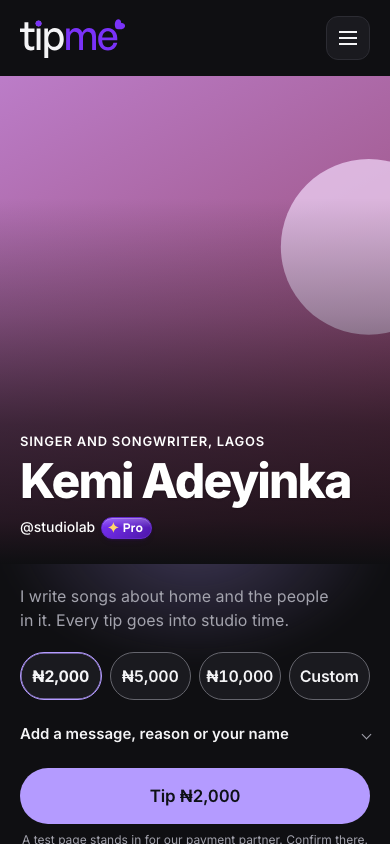 tipme
SINGER AND SONGWRITER, LAGOS
Kemi Adeyinka
@studiolab Pro
I write songs about home and the people
in it. Every tip goes into studio time.
₦2,000 ₦5,000 ₦10,000 Custom
Add a message, reason or your name
Tip ₦2,000
A test page stands in for our payment partner. Confirm there,